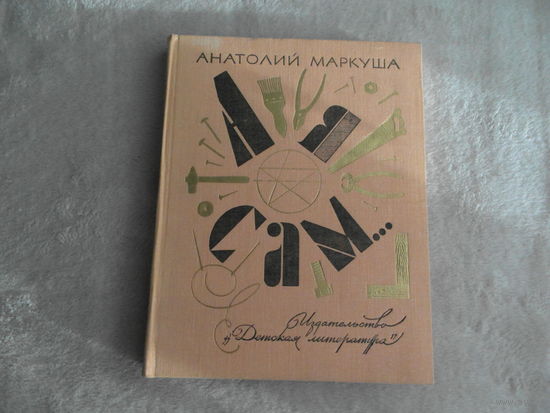 АНАТОЛИЙ МАРКУША
А Я
САМ...
Издательство
„Детская литература"